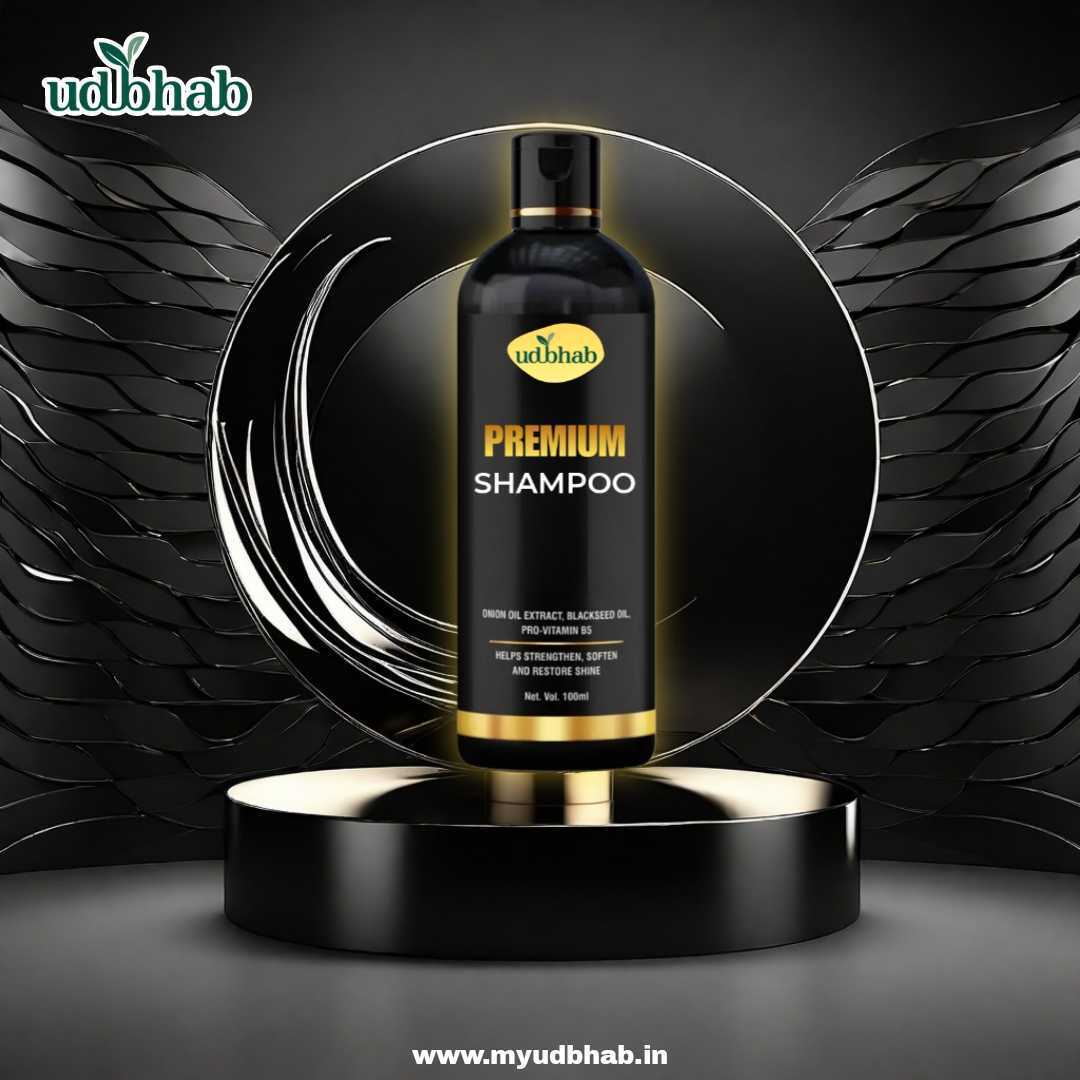 udbhab
udbhab
PREMIUM
SHAMPOO
ONION OIL EXTRACT, BLACKSEED OIL,
PRO-VITAMIN B5
HELPS STRENGTHEN, SOFTEN
AND RESTORE SHINE
Net. Vol. 100ml
www.myudbhab.in